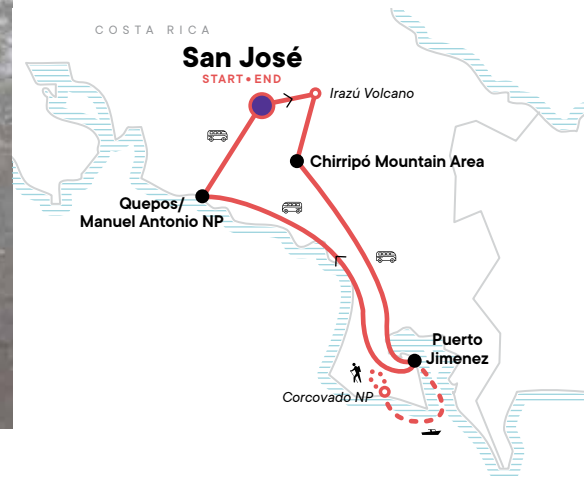 COSTA RICA
San José
START•END
Irazú Volcano
Chirripó Mountain Area
Quepos/
Manuel Antonio NP
Puerto
Jimenez
Corcovado NP